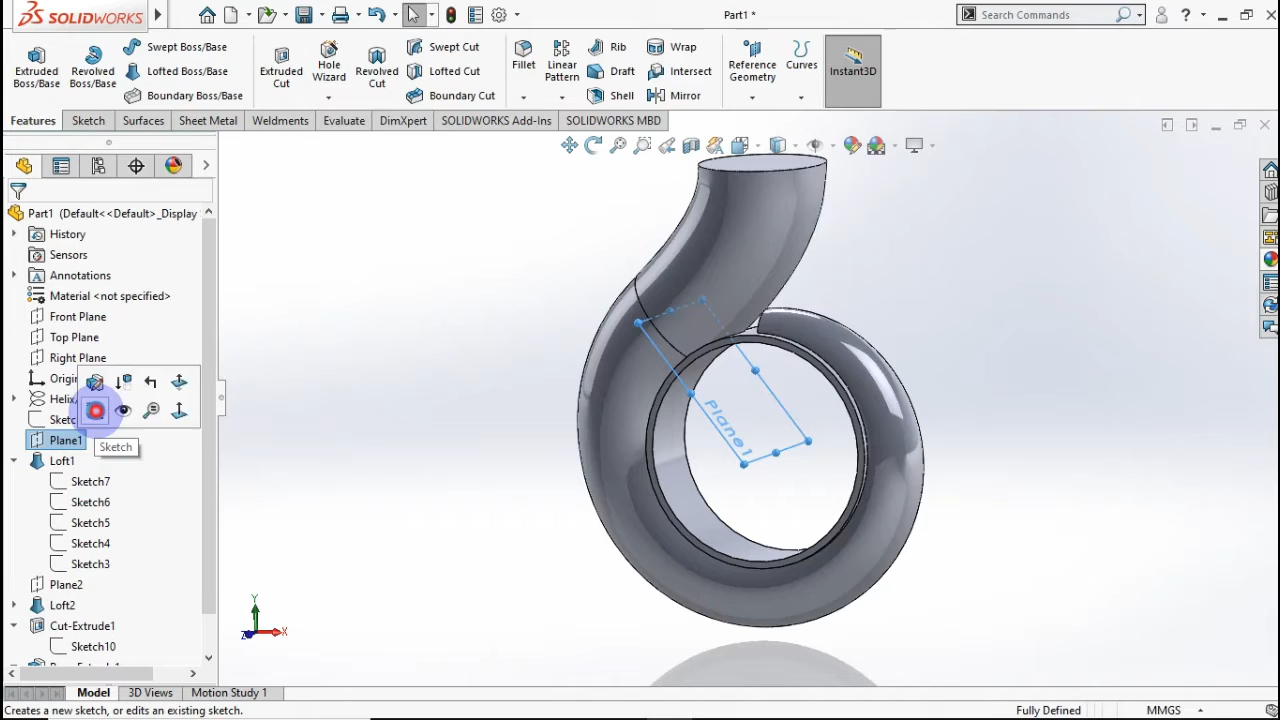 SOLIDWORKS
Part1 *
Search Commands
Extruded Boss/Base
Revolved Boss/Base
Swept Boss/Base
Lofted Boss/Base
Boundary Boss/Base
Extruded Cut
Hole Wizard
Revolved Cut
Swept Cut
Lofted Cut
Boundary Cut
Fillet
Linear Pattern
Rib
Draft
Shell
Wrap
Intersect
Mirror
Reference Geometry
Curves
Instant3D
Features
Sketch
Surfaces
Sheet Metal
Weldments
Evaluate
DimXpert
SOLIDWORKS Add-Ins
SOLIDWORKS MBD
Part1 (Default<<Default>_Display
History
Sensors
Annotations
Material <not specified>
Front Plane
Top Plane
Right Plane
Origi
Helix/
Sketc
Plane1
Sketch
Loft1
Sketch7
Sketch6
Sketch5
Sketch4
Sketch3
Plane2
Loft2
Cut-Extrude1
Sketch10
Plane1
Y
X
Z
Model
3D Views
Motion Study 1
Creates a new sketch, or edits an existing sketch.
Fully Defined
MMGS